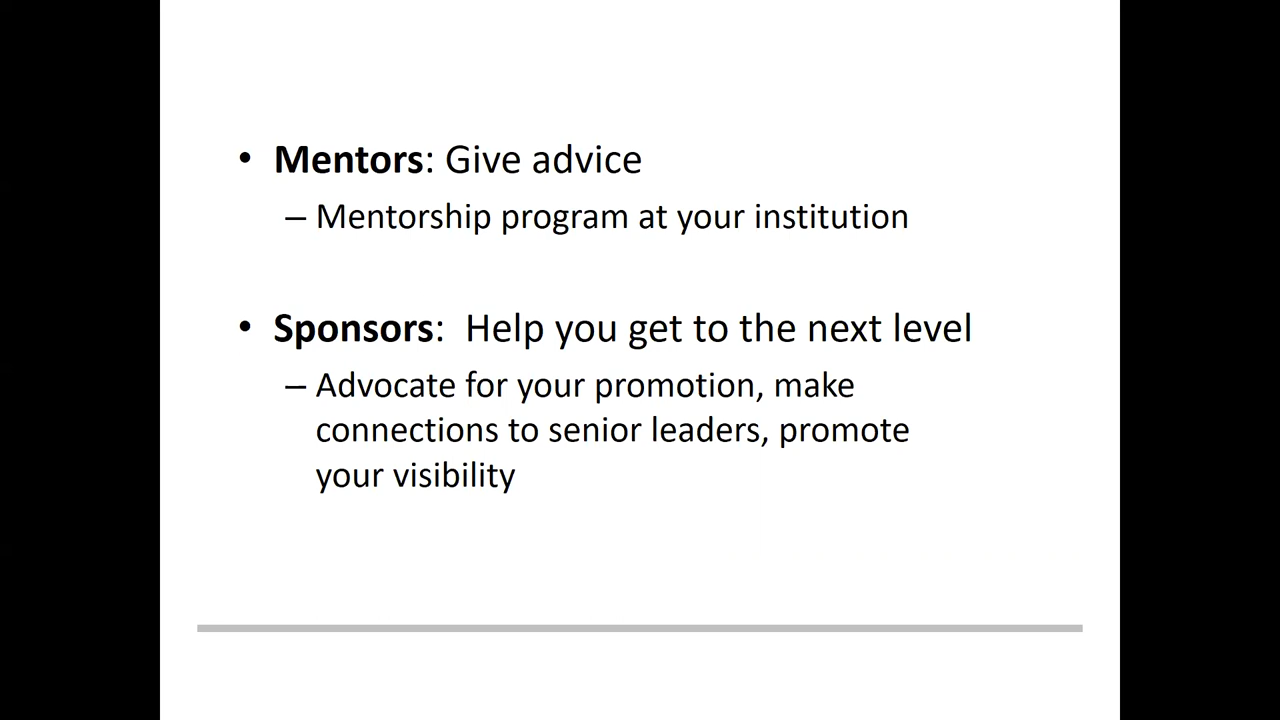 • Mentors: Give advice
– Mentorship program at your institution
• Sponsors:  Help you get to the next level
– Advocate for your promotion, make
connections to senior leaders, promote
your visibility